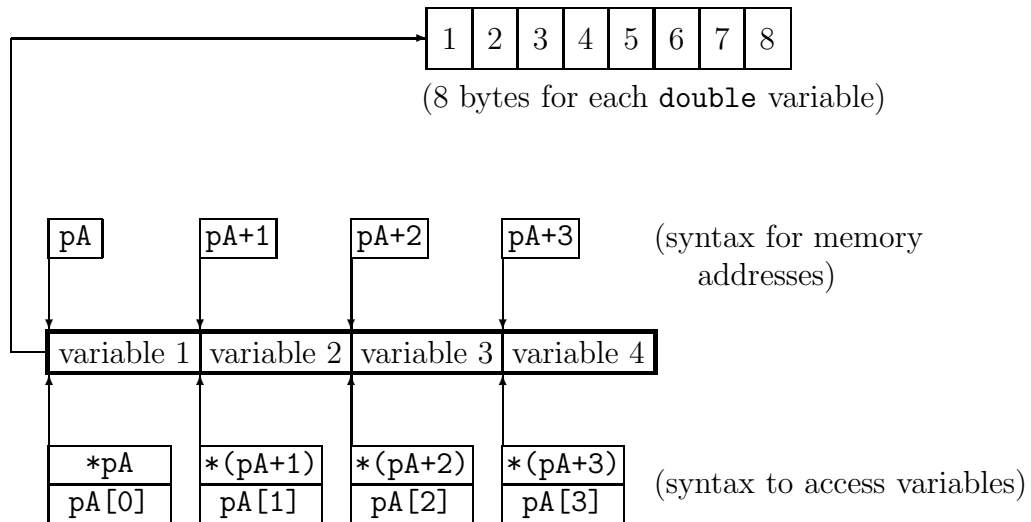 1 2 3 4 5 6 7 8
(8 bytes for each double variable)
pA pA+1 pA+2 pA+3 (syntax for memory
addresses)
variable 1 variable 2 variable 3 variable 4
*pA *(pA+1) *(pA+2) *(pA+3)
pA[0] pA[1] pA[2] pA[3]
(syntax to access variables)